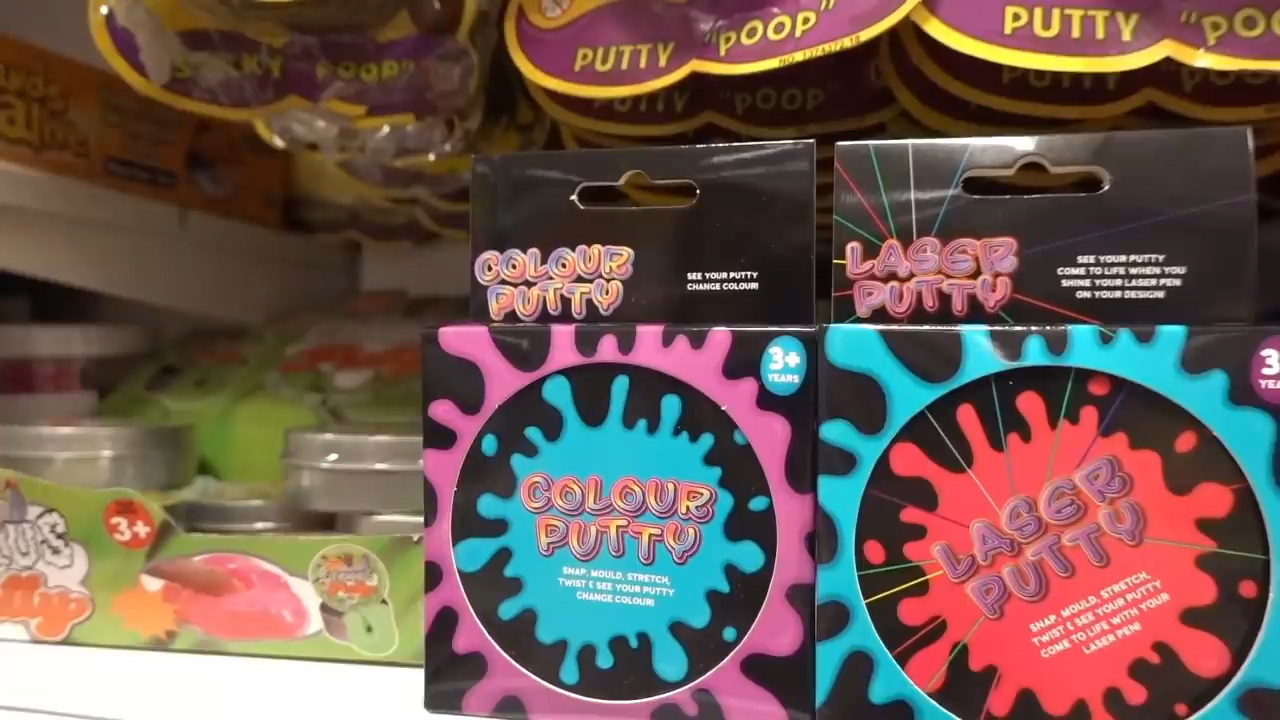 STICKY "POOP"
PUTTY "POOP"
PUTTY "POOP"
PUTTY
COLOUR
PUTTY
SEE YOUR PUTTY
CHANGE COLOUR!
LASER
PUTTY
SEE YOUR PUTTY
COME TO LIFE WHEN YOU
SHINE YOUR LASER PEN
ON YOUR DESIGN!
3+
YEARS
COLOUR
PUTTY
SNAP, MOULD, STRETCH,
TWIST & SEE YOUR PUTTY
CHANGE COLOUR!
LASER
PUTTY
SNAP, MOULD, STRETCH,
TWIST & SEE YOUR PUTTY
COME TO LIFE WITH YOUR
LASER PEN!
3+